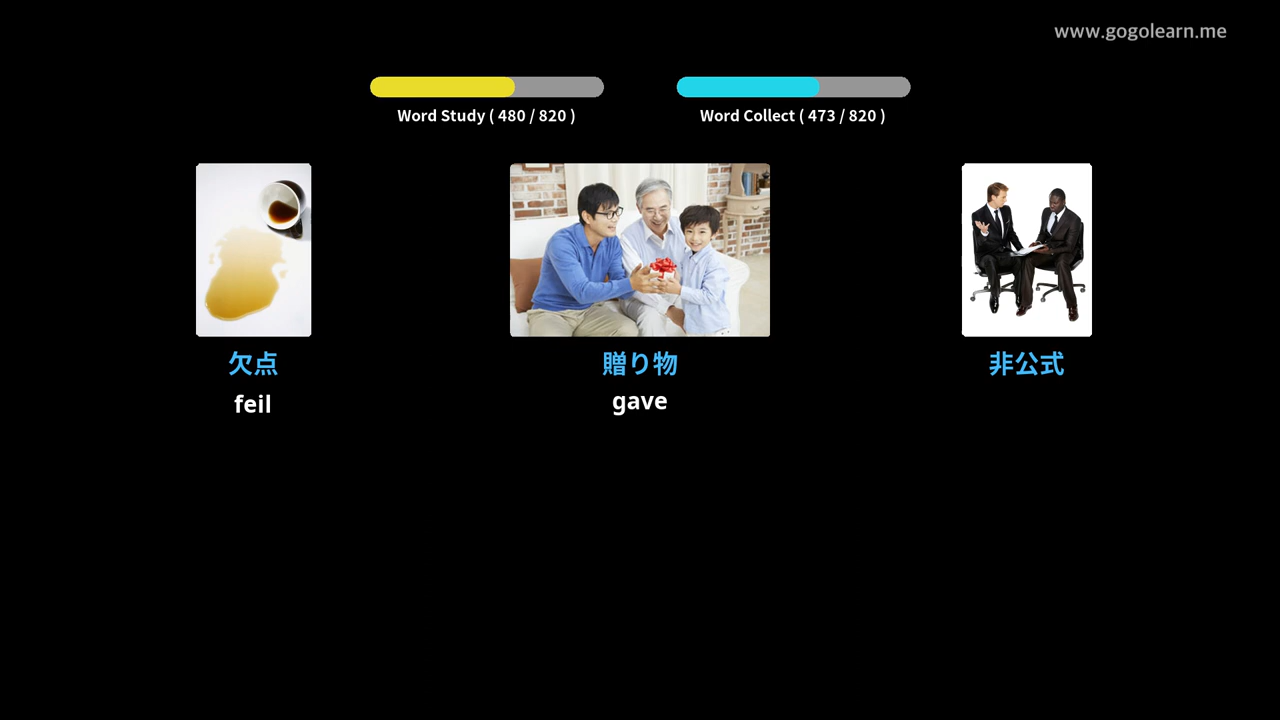 www.gogolearn.me
Word Study ( 480 / 820 )
Word Collect ( 473 / 820 )
欠点
贈り物
非公式
feil
gave